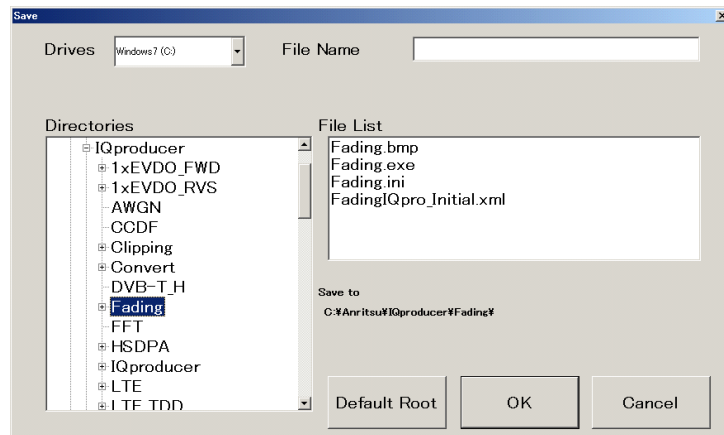 Save
Drives
Windows7 (C:)
File Name
Directories
IQproducer
1xEVDO_FWD
1xEVDO_RVS
AWGN
CCDF
Clipping
Convert
DVB-T_H
Fading
FFT
HSDPA
IQproducer
LTE
LTE TDD
File List
Fading.bmp
Fading.exe
Fading.ini
FadingIQpro_Initial.xml
Save to
C:¥Anritsu¥IQproducer¥Fading¥
Default Root
OK
Cancel